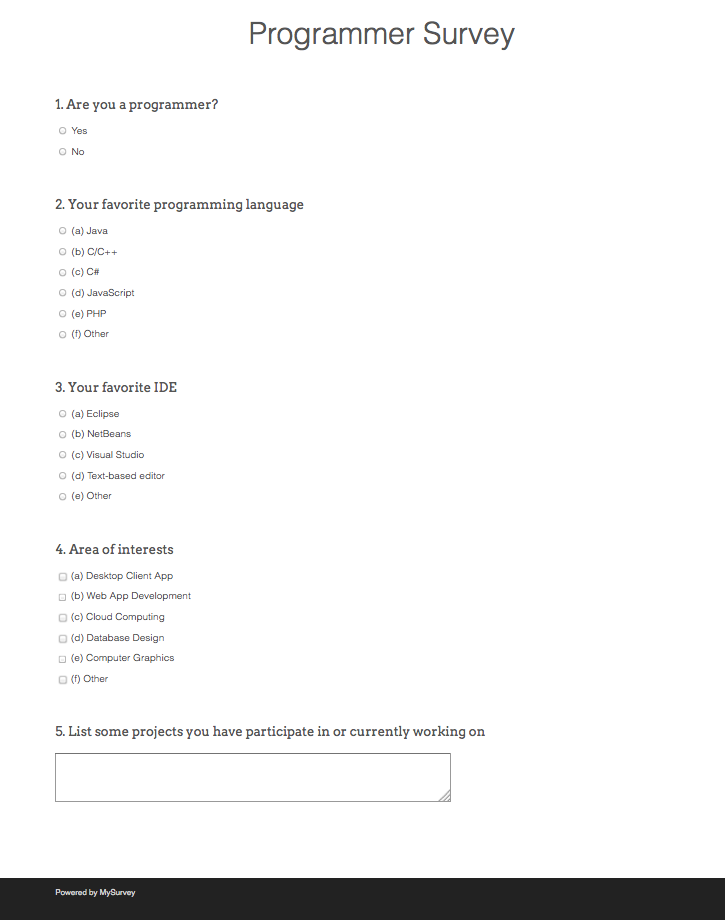 Programmer Survey
1. Are you a programmer?
Yes
No
2. Your favorite programming language
(a) Java
(b) C/C++
(c) C#
(d) JavaScript
(e) PHP
(f) Other
3. Your favorite IDE
(a) Eclipse
(b) NetBeans
(c) Visual Studio
(d) Text-based editor
(e) Other
4. Area of interests
(a) Desktop Client App
(b) Web App Development
(c) Cloud Computing
(d) Database Design
(e) Computer Graphics
(f) Other
5. List some projects you have participate in or currently working on
Powered by MySurvey